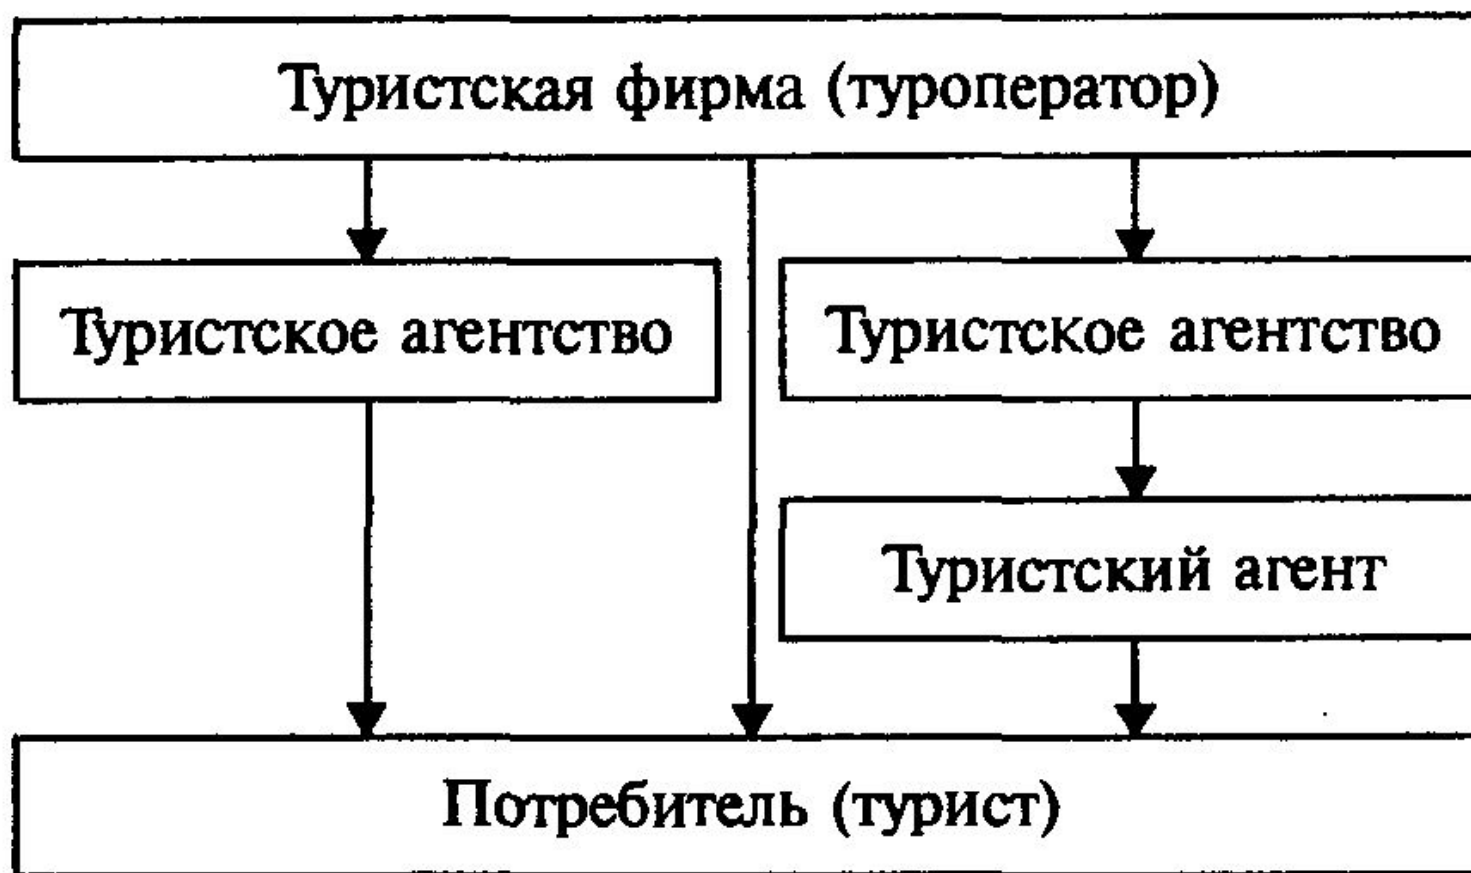 Туристская фирма (туроператор)
Туристское агентство
Туристское агентство
Туристский агент
Потребитель (турист)